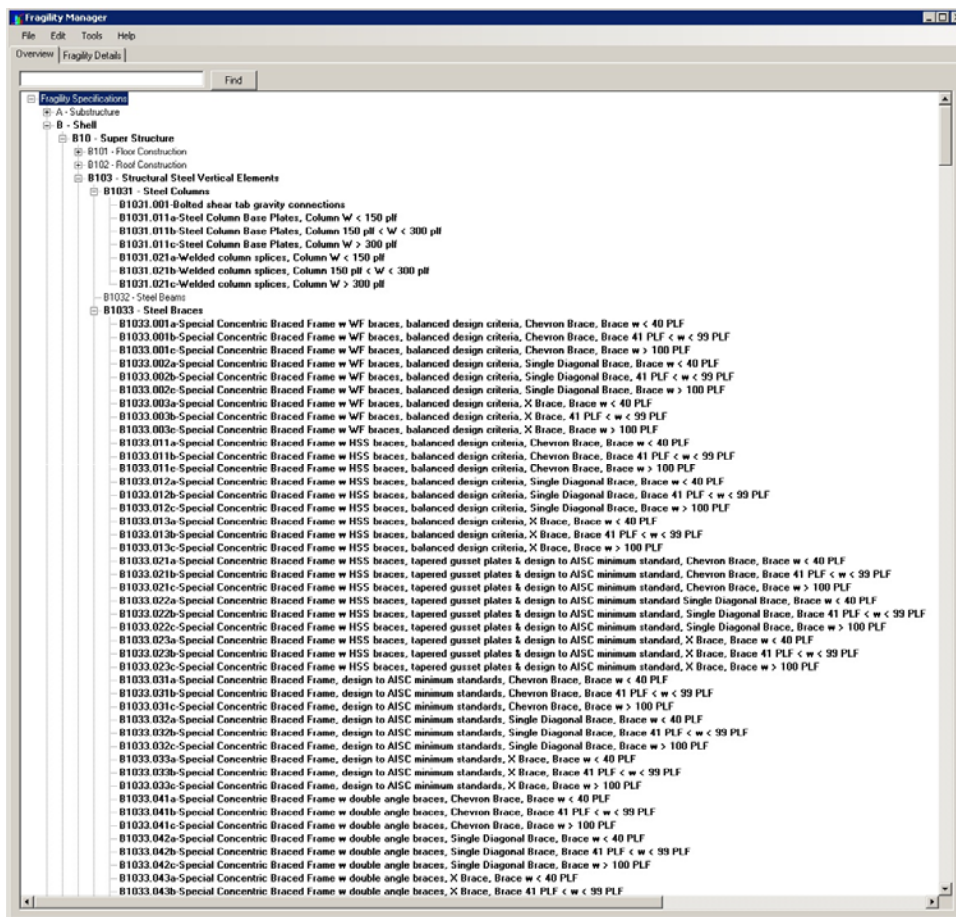 Fragility Manager
File Edit Tools Help
Overview Fragility Details
Find
Fragility Specifications
A - Substructure
B - Shell
B10 - Super Structure
B101 - Floor Construction
B102 - Roof Construction
B103 - Structural Steel Vertical Elements
B1031 - Steel Columns
B1031.001-Bolted shear tab gravity connections
B1031.011a-Steel Column Base Plates, Column W < 150 plf
B1031.011b-Steel Column Base Plates, Column 150 plf < W < 300 plf
B1031.011c-Steel Column Base Plates, Column W > 300 plf
B1031.021a-Welded column splices, Column W < 150 plf
B1031.021b-Welded column splices, Column 150 plf < W < 300 plf
B1031.021c-Welded column splices, Column W > 300 plf
B1032 - Steel Beams
B1033 - Steel Braces
B1033.001a-Special Concentric Braced Frame w WF braces, balanced design criteria, Chevron Brace, Brace w < 40 PLF
B1033.001b-Special Concentric Braced Frame w WF braces, balanced design criteria, Chevron Brace, Brace 41 PLF < w < 99 PLF
B1033.001c-Special Concentric Braced Frame w WF braces, balanced design criteria, Chevron Brace, Brace w > 100 PLF
B1033.002a-Special Concentric Braced Frame w WF braces, balanced design criteria, Single Diagonal Brace, Brace w < 40 PLF
B1033.002b-Special Concentric Braced Frame w WF braces, balanced design criteria, Single Diagonal Brace, 41 PLF < w < 99 PLF
B1033.002c-Special Concentric Braced Frame w WF braces, balanced design criteria, Single Diagonal Brace, Brace w > 100 PLF
B1033.003a-Special Concentric Braced Frame w WF braces, balanced design criteria, X Brace, Brace w < 40 PLF
B1033.003b-Special Concentric Braced Frame w WF braces, balanced design criteria, X Brace, 41 PLF < w < 99 PLF
B1033.003c-Special Concentric Braced Frame w WF braces, balanced design criteria, X Brace, Brace w > 100 PLF
B1033.011a-Special Concentric Braced Frame w HSS braces, balanced design criteria, Chevron Brace, Brace w < 40 PLF
B1033.011b-Special Concentric Braced Frame w HSS braces, balanced design criteria, Chevron Brace, Brace 41 PLF < w < 99 PLF
B1033.011c-Special Concentric Braced Frame w HSS braces, balanced design criteria, Chevron Brace, Brace w > 100 PLF
B1033.012a-Special Concentric Braced Frame w HSS braces, balanced design criteria, Single Diagonal Brace, Brace w < 40 PLF
B1033.012b-Special Concentric Braced Frame w HSS braces, balanced design criteria, Single Diagonal Brace, Brace 41 PLF < w < 99 PLF
B1033.012c-Special Concentric Braced Frame w HSS braces, balanced design criteria, Single Diagonal Brace, Brace w > 100 PLF
B1033.013a-Special Concentric Braced Frame w HSS braces, balanced design criteria, X Brace, Brace w < 40 PLF
B1033.013b-Special Concentric Braced Frame w HSS braces, balanced design criteria, X Brace, Brace 41 PLF < w < 99 PLF
B1033.013c-Special Concentric Braced Frame w HSS braces, balanced design criteria, X Brace, Brace w > 100 PLF
B1033.021a-Special Concentric Braced Frame w HSS braces, tapered gusset plates & design to AISC minimum standard, Chevron Brace, Brace w < 40 PLF
B1033.021b-Special Concentric Braced Frame w HSS braces, tapered gusset plates & design to AISC minimum standard, Chevron Brace, Brace 41 PLF < w < 99 PLF
B1033.021c-Special Concentric Braced Frame w HSS braces, tapered gusset plates & design to AISC minimum standard, Chevron Brace, Brace w > 100 PLF
B1033.022a-Special Concentric Braced Frame w HSS braces, tapered gusset plates & design to AISC minimum standard Single Diagonal Brace, Brace w < 40 PLF
B1033.022b-Special Concentric Braced Frame w HSS braces, tapered gusset plates & design to AISC minimum standard, Single Diagonal Brace, Brace 41 PLF < w < 99 PLF
B1033.022c-Special Concentric Braced Frame w HSS braces, tapered gusset plates & design to AISC minimum standard, Single Diagonal Brace, Brace w > 100 PLF
B1033.023a-Special Concentric Braced Frame w HSS braces, tapered gusset plates & design to AISC minimum standard, X Brace, Brace w < 40 PLF
B1033.023b-Special Concentric Braced Frame w HSS braces, tapered gusset plates & design to AISC minimum standard, X Brace, Brace 41 PLF < w < 99 PLF
B1033.023c-Special Concentric Braced Frame w HSS braces, tapered gusset plates & design to AISC minimum standard, X Brace, Brace w > 100 PLF
B1033.031a-Special Concentric Braced Frame, design to AISC minimum standards, Chevron Brace, Brace w < 40 PLF
B1033.031b-Special Concentric Braced Frame, design to AISC minimum standards, Chevron Brace, Brace 41 PLF < w < 99 PLF
B1033.031c-Special Concentric Braced Frame, design to AISC minimum standards, Chevron Brace, Brace w > 100 PLF
B1033.032a-Special Concentric Braced Frame, design to AISC minimum standards, Single Diagonal Brace, Brace w < 40 PLF
B1033.032b-Special Concentric Braced Frame, design to AISC minimum standards, Single Diagonal Brace, Brace 41 PLF < w < 99 PLF
B1033.032c-Special Concentric Braced Frame, design to AISC minimum standards, Single Diagonal Brace, Brace w > 100 PLF
B1033.033a-Special Concentric Braced Frame, design to AISC minimum standards, X Brace, Brace w < 40 PLF
B1033.033b-Special Concentric Braced Frame, design to AISC minimum standards, X Brace, Brace 41 PLF < w < 99 PLF
B1033.033c-Special Concentric Braced Frame, design to AISC minimum standards, X Brace, Brace w > 100 PLF
B1033.041a-Special Concentric Braced Frame w double angle braces, Chevron Brace, Brace w < 40 PLF
B1033.041b-Special Concentric Braced Frame w double angle braces, Chevron Brace, Brace 41 PLF < w < 99 PLF
B1033.041c-Special Concentric Braced Frame w double angle braces, Chevron Brace, Brace w > 100 PLF
B1033.042a-Special Concentric Braced Frame w double angle braces, Single Diagonal Brace, Brace w < 40 PLF
B1033.042b-Special Concentric Braced Frame w double angle braces, Single Diagonal Brace, Brace 41 PLF < w < 99 PLF
B1033.042c-Special Concentric Braced Frame w double angle braces, Single Diagonal Brace, Brace w > 100 PLF
B1033.043a-Special Concentric Braced Frame w double angle braces, X Brace, Brace w < 40 PLF
B1033.043b-Special Concentric Braced Frame w double angle braces, X Brace, Brace 41 PLF < w < 99 PLF